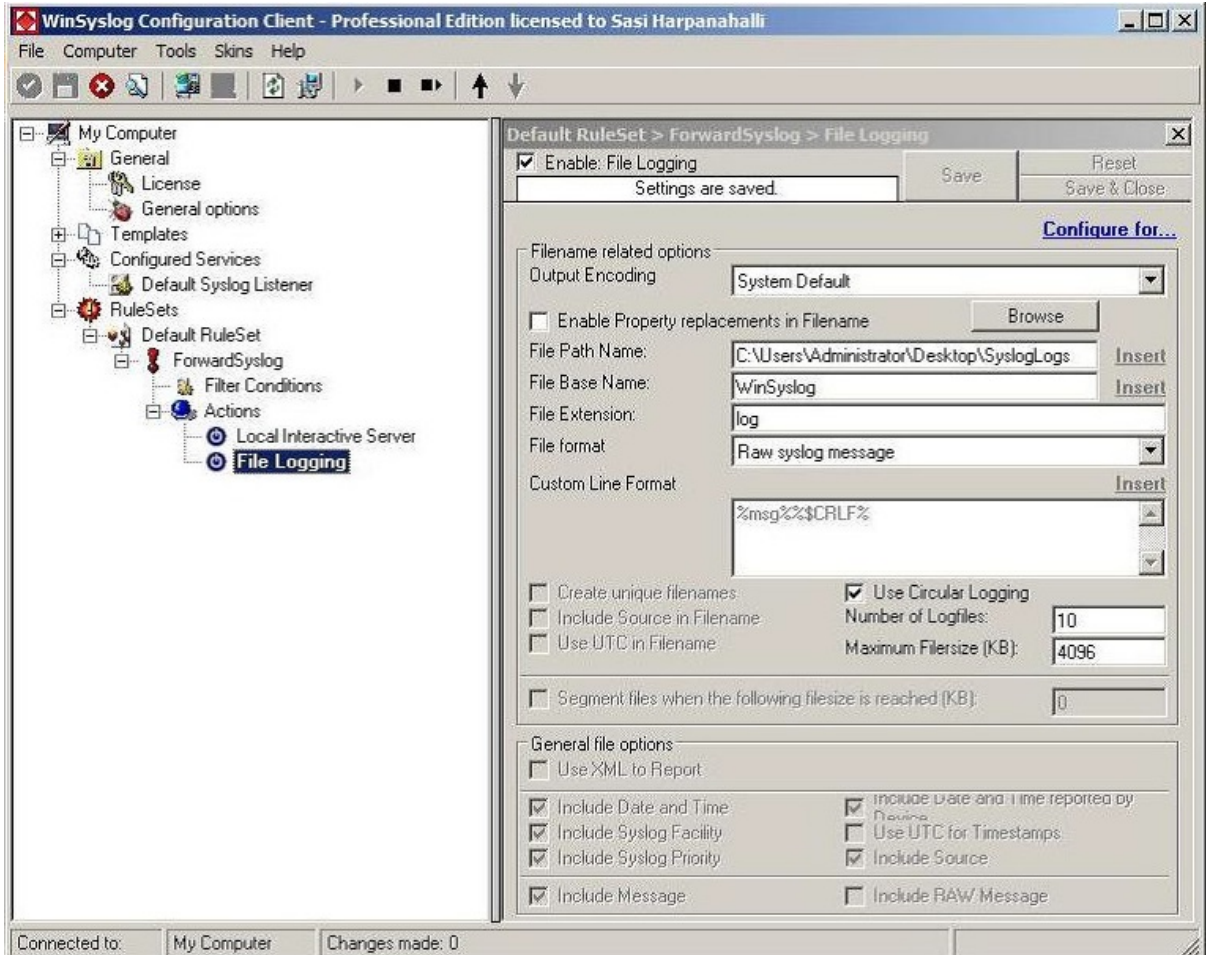 WinSyslog Configuration Client - Professional Edition licensed to Sasi Harpanahalli
File Computer Tools Skins Help
My Computer
General
License
General options
Templates
Configured Services
Default Syslog Listener
RuleSets
Default RuleSet
ForwardSyslog
Filter Conditions
Actions
Local Interactive Server
File Logging
Default RuleSet > ForwardSyslog > File Logging
Enable: File Logging
Settings are saved.
Save
Reset
Save & Close
Configure for...
Filename related options
Output Encoding
System Default
Enable Property replacements in Filename
Browse
File Path Name:
C:\Users\Administrator\Desktop\SyslogLogs
Insert
File Base Name:
WinSyslog
Insert
File Extension:
log
File format
Raw syslog message
Custom Line Format
Insert
%msg%%$CRLF%
Create unique filenames
Use Circular Logging
Include Source in Filename
Number of Logfiles:
10
Use UTC in Filename
Maximum Filersize (KB):
4096
Segment files when the following filesize is reached (KB):
0
General file options
Use XML to Report
Include Date and Time
Include Date and Time reported by
Device
Include Syslog Facility
Use UTC for Timestamps
Include Syslog Priority
Include Source
Include Message
Include RAW Message
Connected to:
My Computer
Changes made: 0